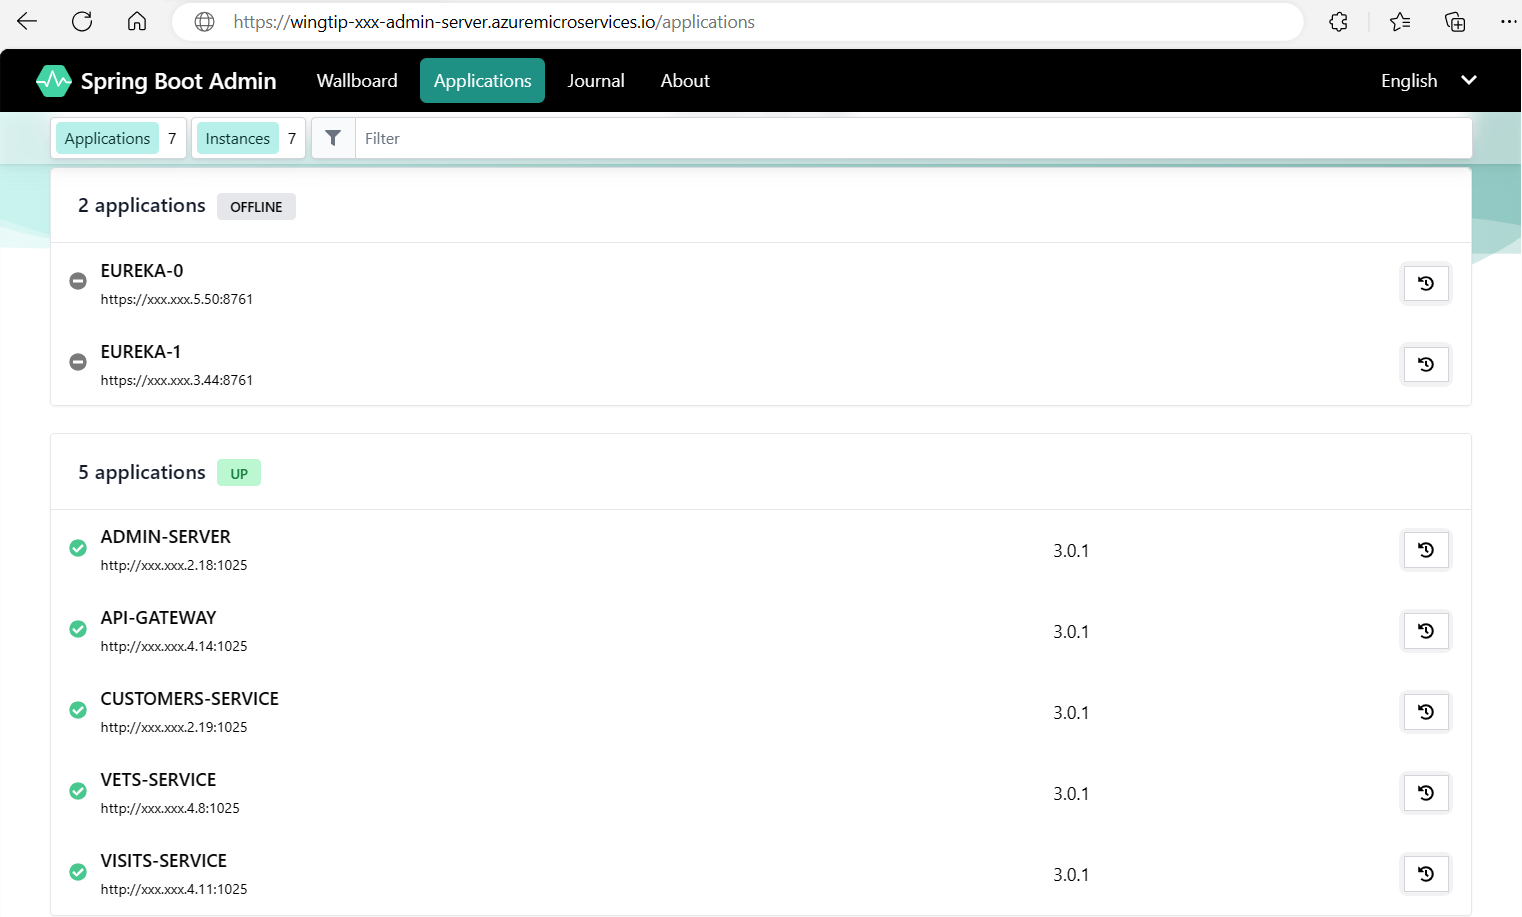 https://wingtip-xxx-admin-server.azuremicroservices.io/applications
Spring Boot Admin Wallboard Applications Journal About English
Applications 7 Instances 7 Filter
2 applications OFFLINE
EUREKA-0
https://xxx.xxx.5.50:8761
EUREKA-1
https://xxx.xxx.3.44:8761
5 applications UP
ADMIN-SERVER
http://xxx.xxx.2.18:1025
3.0.1
API-GATEWAY
http://xxx.xxx.4.14:1025
3.0.1
CUSTOMERS-SERVICE
http://xxx.xxx.2.19:1025
3.0.1
VETS-SERVICE
http://xxx.xxx.4.8:1025
3.0.1
VISITS-SERVICE
http://xxx.xxx.4.11:1025
3.0.1